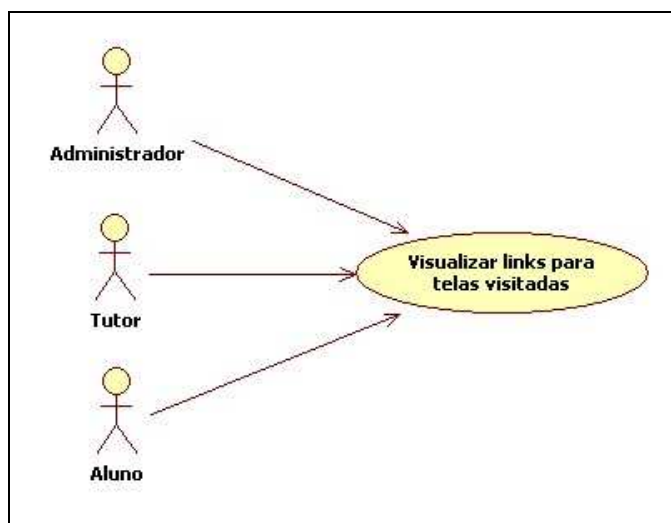 Administrador
Visualizar links para
telas visitadas
Tutor
Aluno